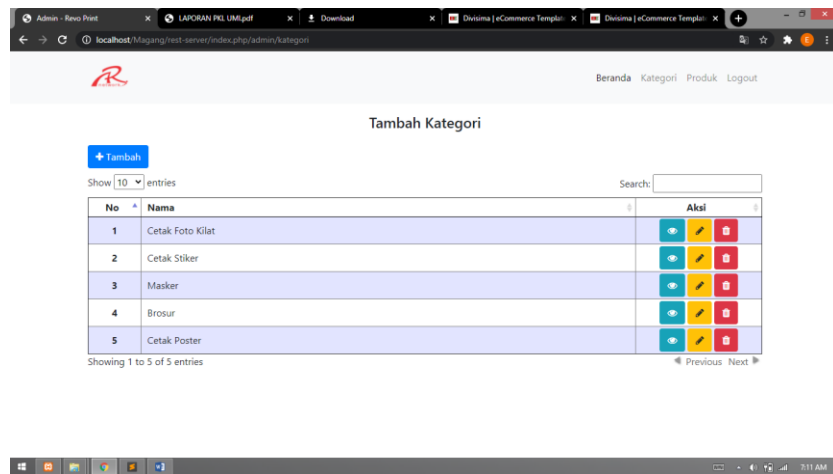 Admin - Revo Print
LAPORAN PKL UMI.pdf
Download
Divisima | eCommerce Templat
Divisima | eCommerce Templat
localhost/Magang/rest-server/index.php/admin/kategori
E
R
Beranda Kategori Produk Logout
Tambah Kategori
Tambah
Show 10 entries
Search:
No Nama Aksi
1 Cetak Foto Kilat
2 Cetak Stiker
3 Masker
4 Brosur
5 Cetak Poster
Showing 1 to 5 of 5 entries
Previous Next
7:11 AM